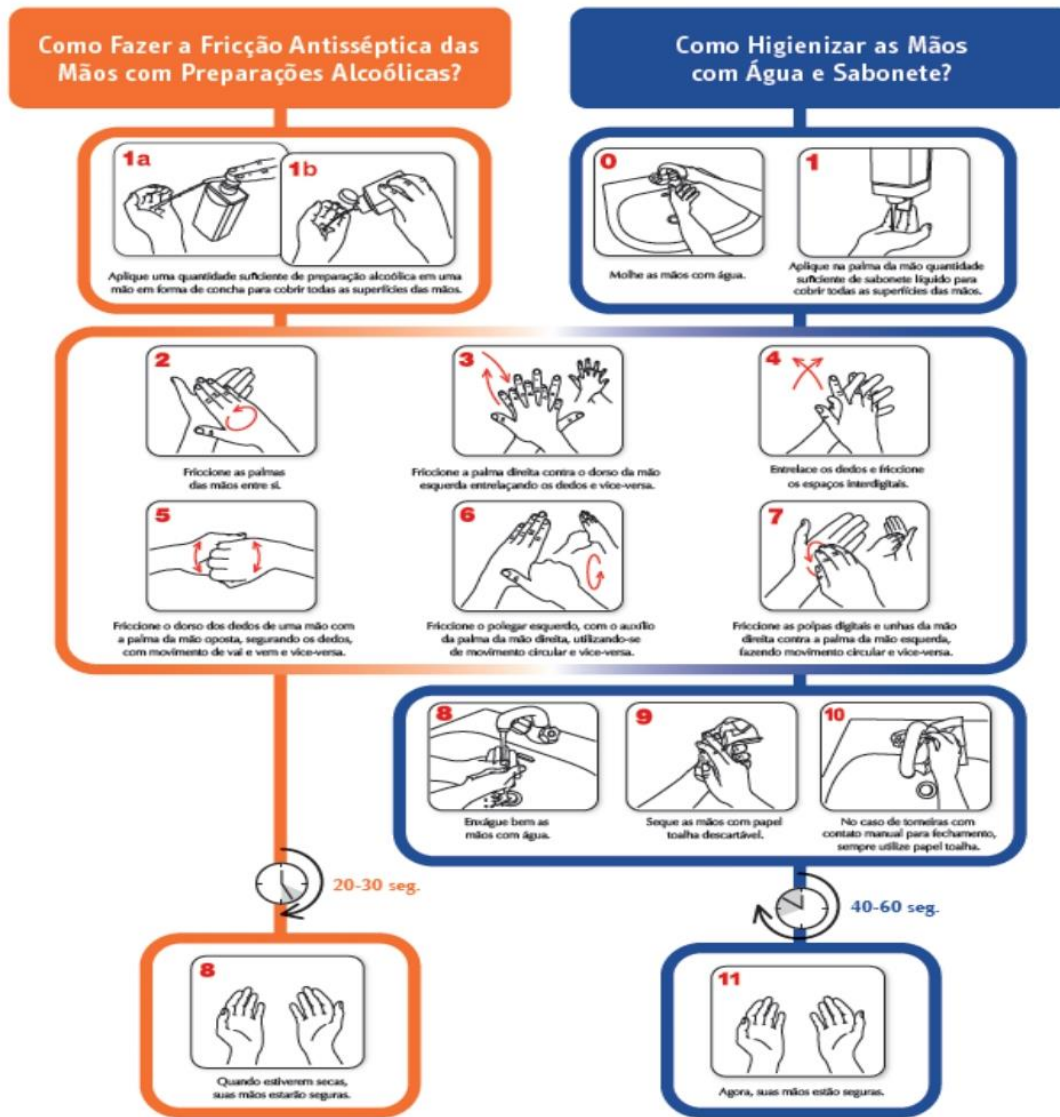 Como Fazer a Fricção Antisséptica das
Mãos com Preparações Alcoólicas?
Como Higienizar as Mãos
com Água e Sabonete?
1a
1b
Aplique uma quantidade suficiente de preparação alcoólica em uma
mão em forma de concha para cobrir todas as superfícies das mãos.
0
Molhe as mãos com água.
1
Aplique na palma da mão quantidade
suficiente de sabonete líquido para
cobrir todas as superfícies das mãos.
2
Friccione as palmas
das mãos entre si.
3
Friccione a palma direita contra o dorso da mão
esquerda entrelaçando os dedos e vice-versa.
4
Entrelace os dedos e friccione
os espaços interdigitais.
5
Friccione o dorso dos dedos de uma mão com
a palma da mão oposta, segurando os dedos,
com movimento de vai e vem e vice-versa.
6
Friccione o polegar esquerdo, com o auxílio
da palma da mão direita, utilizando-se
de movimento circular e vice-versa.
7
Friccione as polpas digitais e unhas da mão
direita contra a palma da mão esquerda,
fazendo movimento circular e vice-versa.
8
Enxágue bem as
mãos com água.
9
Seque as mãos com papel
toalha descartável.
10
No caso de torneiras com
contato manual para fechamento,
sempre utilize papel toalha.
20-30 seg.
40-60 seg.
8
Quando estiverem secas,
suas mãos estarão seguras.
11
Agora, suas mãos estão seguras.